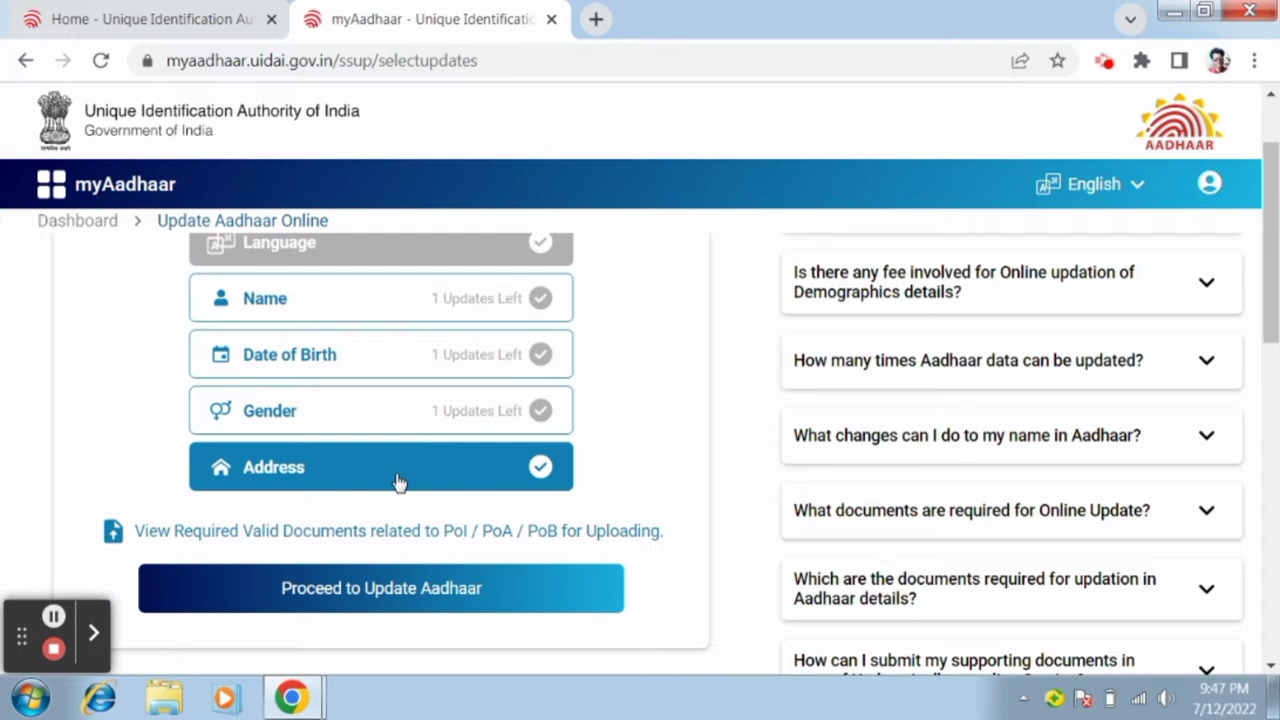 Home - Unique Identification Au
myAadhaar - Unique Identificatio
myaadhaar.uidai.gov.in/ssup/selectupdates
Unique Identification Authority of India
Government of India
AADHAAR
myAadhaar
English
Dashboard > Update Aadhaar Online
Language
Name 1 Updates Left
Date of Birth 1 Updates Left
Gender 1 Updates Left
Address
View Required Valid Documents related to PoI / PoA / PoB for Uploading.
Proceed to Update Aadhaar
Is there any fee involved for Online updation of
Demographics details?
How many times Aadhaar data can be updated?
What changes can I do to my name in Aadhaar?
What documents are required for Online Update?
Which are the documents required for updation in
Aadhaar details?
How can I submit my supporting documents in
9:47 PM
7/12/2022